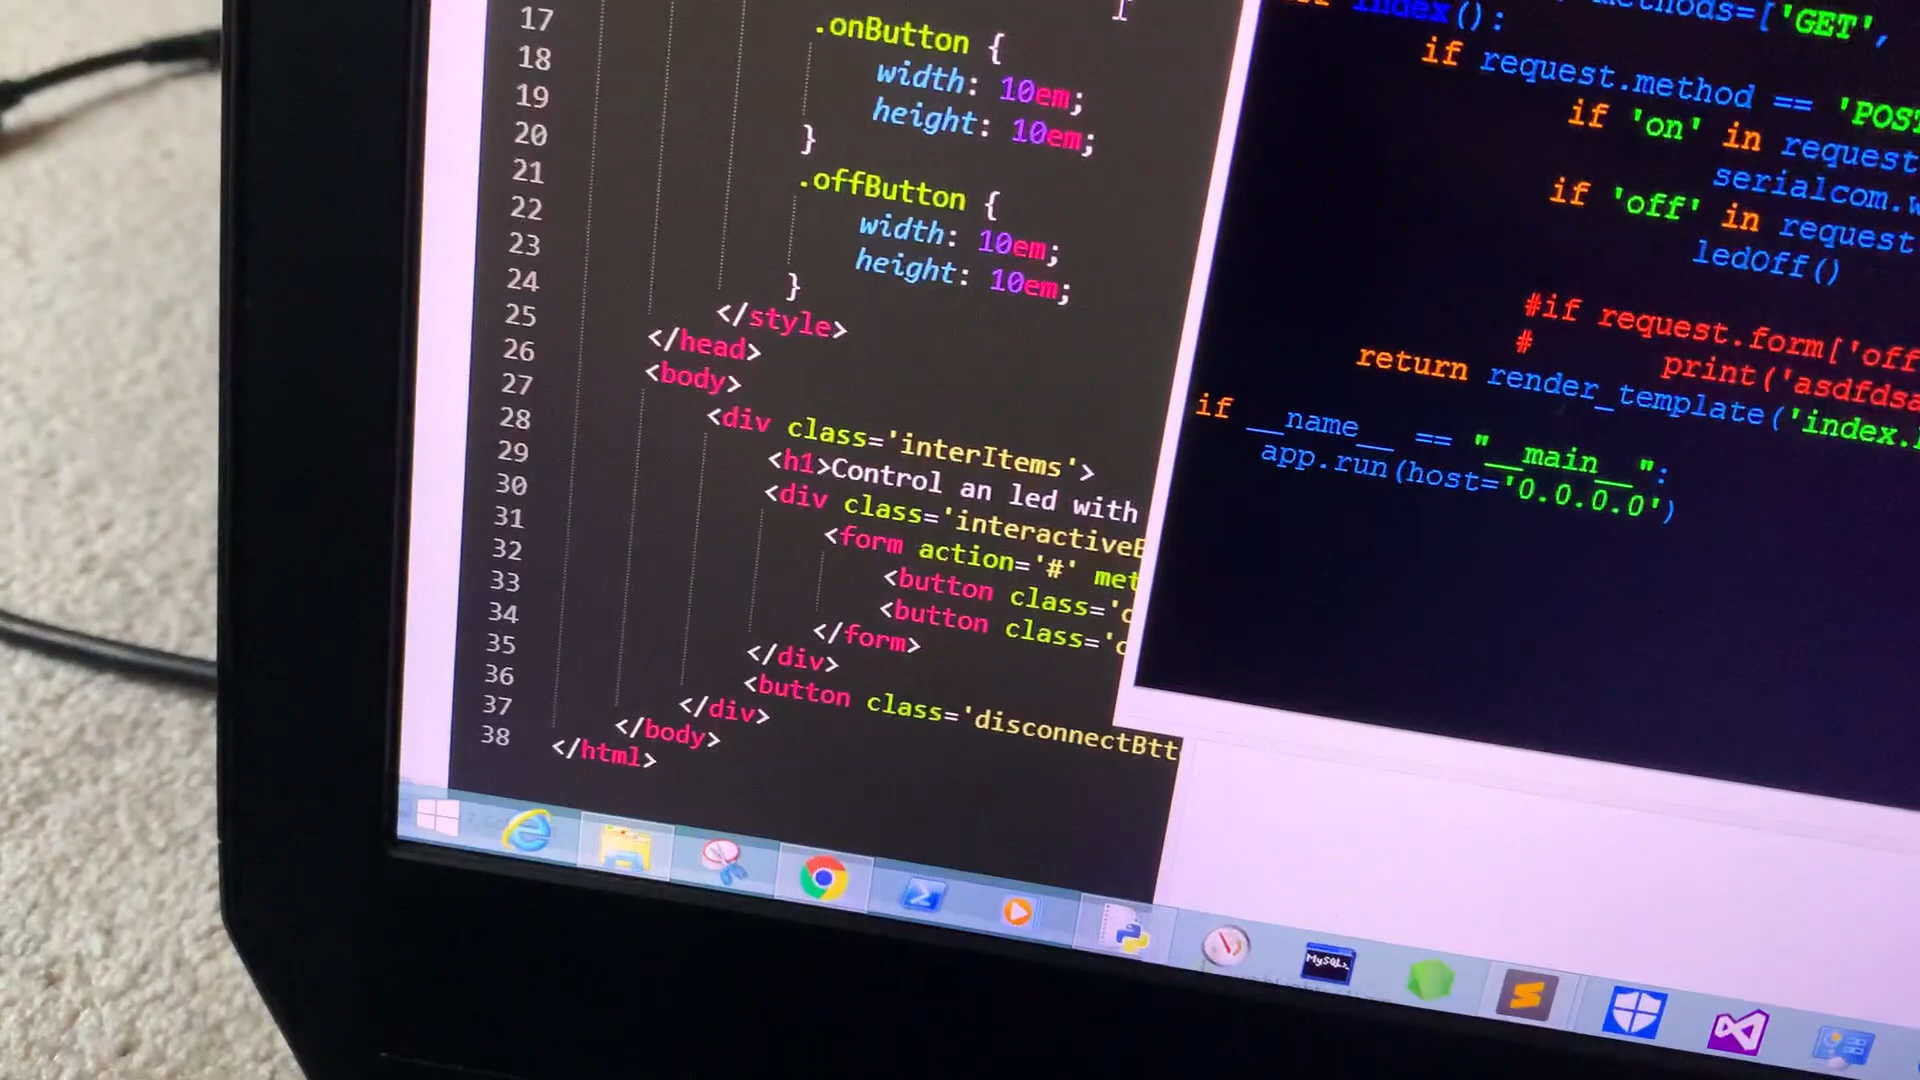 17 .onButton {
18 width: 10em;
19 height: 10em;
20 }
21 .offButton {
22 width: 10em;
23 height: 10em;
24 }
25 </style>
26 </head>
27 <body>
28 <div class='interItems'>
29 <h1>Control an led with
30 <div class='interactive
31 <form action='#' met
32 <button class='
33 <button class='
34 </form>
35 </div>
36 <button class='disconnectBtt
37 </div>
38 </body>
</html>
methods=['GET',
index():
if request.method == 'POST
if 'on' in request
serialcom.w
if 'off' in request
ledOff()
#if request.form['off
# print('asdfdsa
return render_template('index.
if __name__ == "__main__":
app.run(host='0.0.0.0')
MySQL